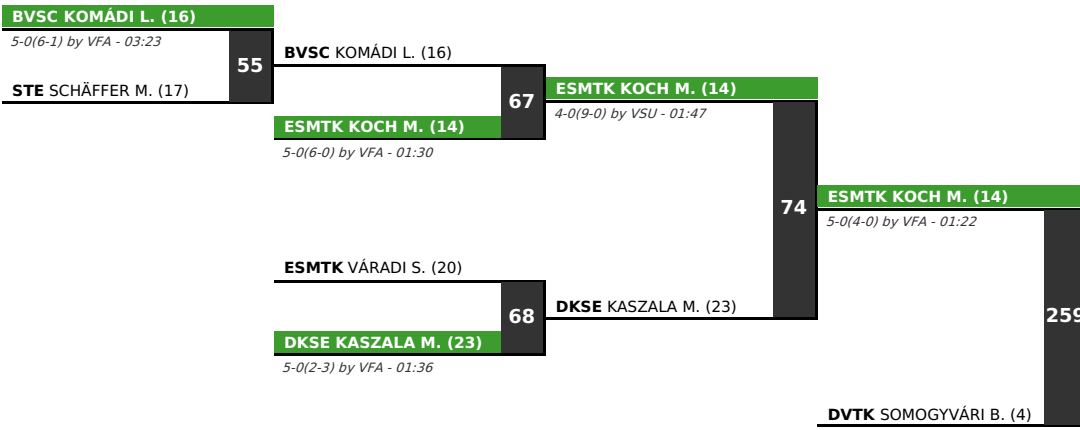 BVSC KOMÁDI L. (16)
5-0(6-1) by VFA - 03:23
55
STE SCHÄFFER M. (17)
BVSC KOMÁDI L. (16)
67
ESMTK KOCH M. (14)
5-0(6-0) by VFA - 01:30
ESMTK VÁRADI S. (20)
68
DKSE KASZALA M. (23)
5-0(2-3) by VFA - 01:36
ESMTK KOCH M. (14)
4-0(9-0) by VSU - 01:47
74
DKSE KASZALA M. (23)
ESMTK KOCH M. (14)
5-0(4-0) by VFA - 01:22
259
DVTK SOMOGYVÁRI B. (4)